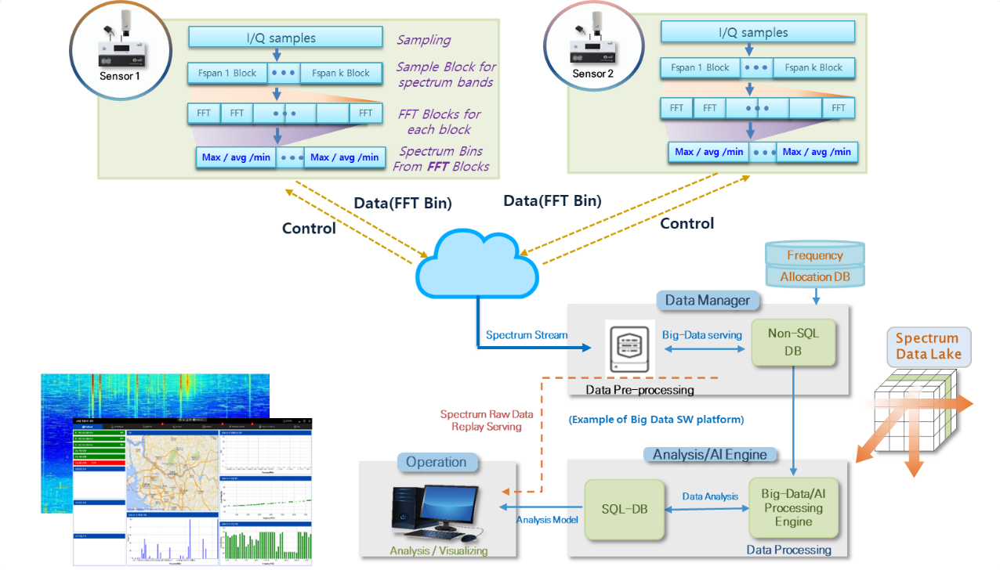 I/Q samples
Sampling
Sensor 1
Fspan 1 Block
Fspan k Block
Sample Block for
spectrum bands
FFT
FFT
FFT
FFT Blocks for
each block
Max / avg /min
Max / avg /min
Spectrum Bins
From FFT Blocks
I/Q samples
Sensor 2
Fspan 1 Block
Fspan k Block
FFT
FFT
FFT
Max / avg /min
Max / avg /min
Data(FFT Bin)
Control
Data(FFT Bin)
Control
Frequency
Allocation DB
Data Manager
Spectrum Stream
Big-Data serving
Non-SQL
DB
Data Pre-processing
Spectrum
Data Lake
Spectrum Raw Data
Replay Serving
(Example of Big Data SW platform)
Analysis/AI Engine
Operation
Analysis / Visualizing
Analysis Model
SQL-DB
Data Analysis
Big-Data/AI
Processing
Engine
Data Processing